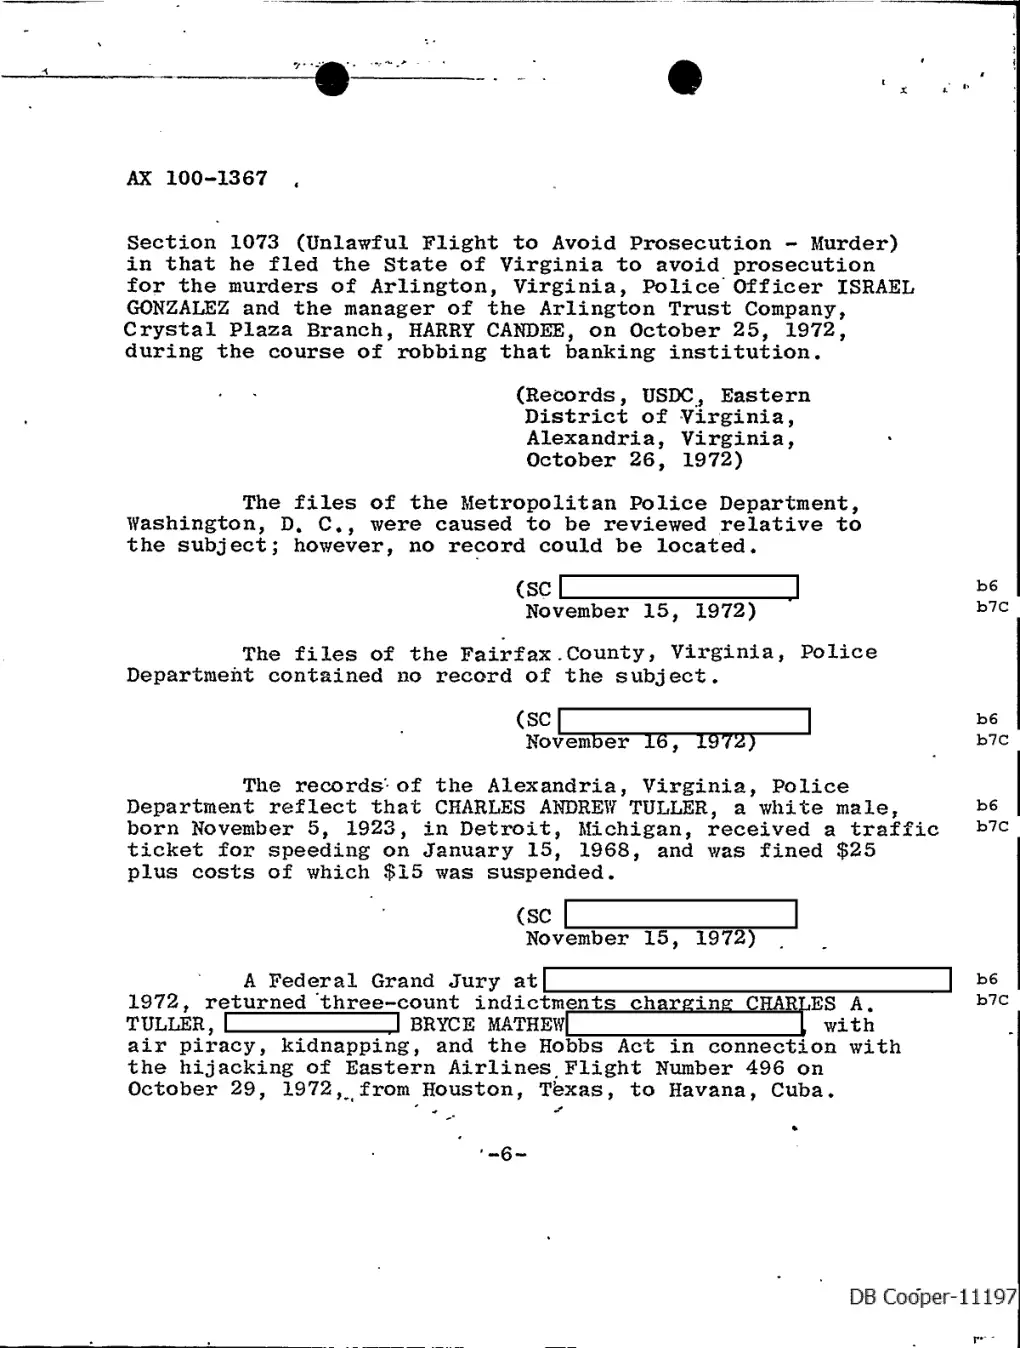 AX 100-1367
Section 1073 (Unlawful Flight to Avoid Prosecution - Murder)
in that he fled the State of Virginia to avoid prosecution
for the murders of Arlington, Virginia, Police Officer ISRAEL
GONZALEZ and the manager of the Arlington Trust Company,
Crystal Plaza Branch, HARRY CANDEE, on October 25, 1972,
during the course of robbing that banking institution.
(Records, USDC, Eastern
District of Virginia,
Alexandria, Virginia,
October 26, 1972)
The files of the Metropolitan Police Department,
Washington, D. C., were caused to be reviewed relative to
the subject; however, no record could be located.
(SC
b6
November 15, 1972)
b7C
The files of the Fairfax County, Virginia, Police
Department contained no record of the subject.
(SC
b6
November 16, 1972)
b7C
The records of the Alexandria, Virginia, Police
Department reflect that CHARLES ANDREW TULLER, a white male,
b6
born November 5, 1923, in Detroit, Michigan, received a traffic
b7C
ticket for speeding on January 15, 1968, and was fined $25
plus costs of which $15 was suspended.
(SC
November 15, 1972)
A Federal Grand Jury at
b6
1972, returned three-count indictments charging CHARLES A.
b7C
TULLER, BRYCE MATHEW , with
air piracy, kidnapping, and the Hobbs Act in connection with
the hijacking of Eastern Airlines Flight Number 496 on
October 29, 1972, from Houston, Texas, to Havana, Cuba.
-6-
DB Cooper-11197